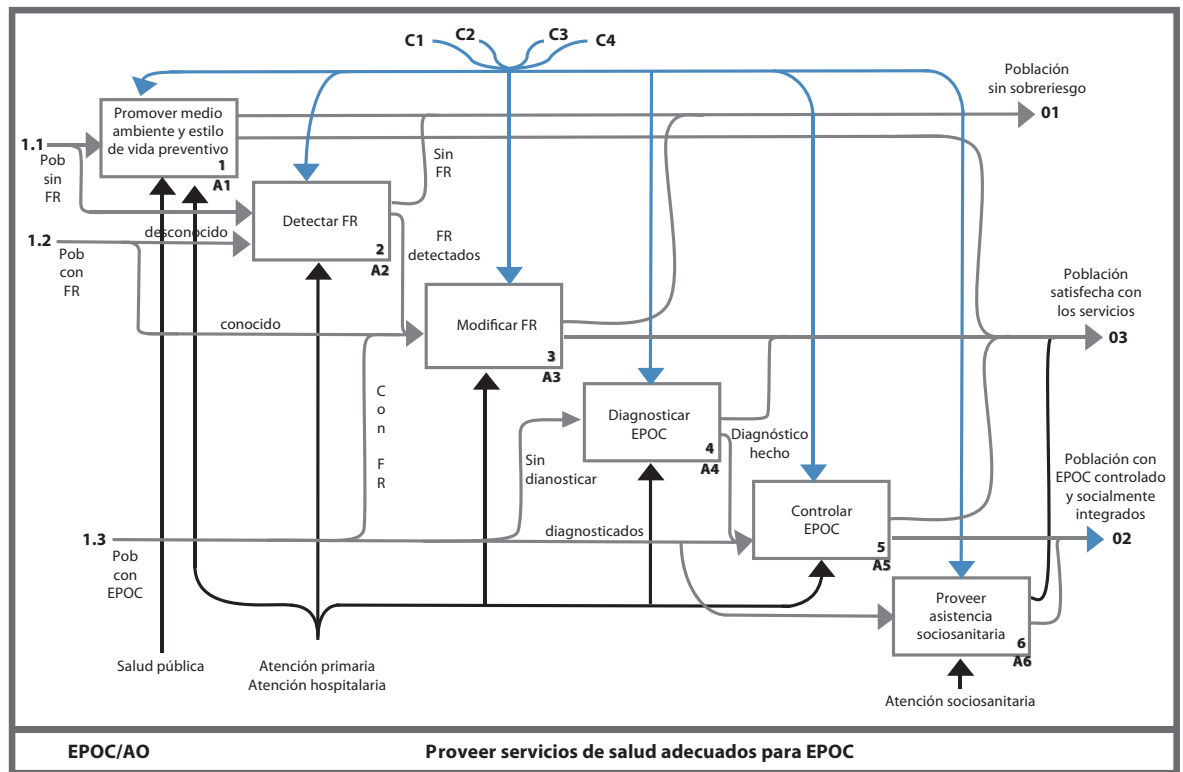 C1
C2
C3
C4
Población
sin sobreriesgo
01
Promover medio
ambiente y estilo
de vida preventivo
1
A1
1.1
Pob
sin
FR
Sin
FR
Detectar FR
2
A2
desconocido
1.2
Pob
con
FR
FR
detectados
Población
satisfecha con
los servicios
03
Modificar FR
3
A3
conocido
C
o
n
F
R
Diagnosticar
EPOC
4
A4
Diagnóstico
hecho
Sin
dianosticar
Población con
EPOC controlado
y socialmente
integrados
02
Controlar
EPOC
5
A5
diagnosticados
1.3
Pob
con
EPOC
Proveer
asistencia
sociosanitaria
6
A6
Salud pública
Atención primaria
Atención hospitalaria
Atención sociosanitaria
EPOC/AO
Proveer servicios de salud adecuados para EPOC